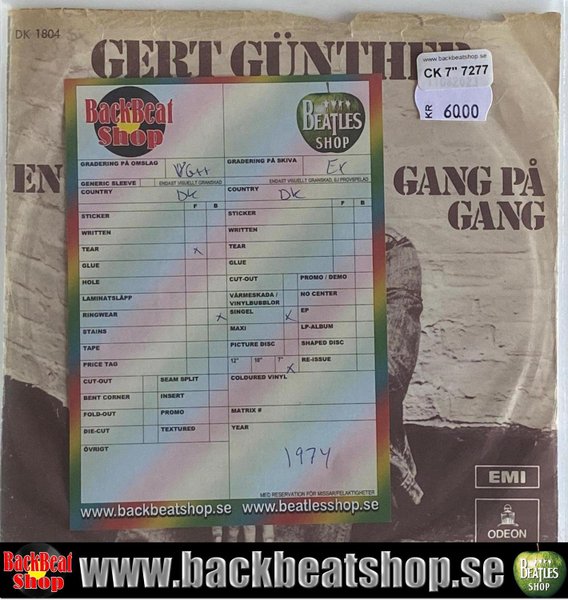 DK 1804
GERT GÜNTHER
www.backbeatshop.se
CK 7" 7277
KR 6000
EN
GANG PÅ
GANG
BackBeat
Shop
BEATLES
SHOP
GRADERING PÅ OMSLAG VG++
GRADERING PÅ SKIVA Ex
GENERIC SLEEVE ENDAST VISUELLT GRANSKAD
ENDAST VISUELLT GRANSKAD, EJ PROVSPELAD
COUNTRY DK
COUNTRY DK
F B
F B
STICKER
STICKER
WRITTEN
WRITTEN
TEAR x
TEAR
GLUE
GLUE
HOLE
CUT-OUT
PROMO / DEMO
LAMINATSLÄPP
VÄRMESKADA /
VINYLBUBBLOR
NO CENTER
RINGWEAR x
SINGEL x
EP
STAINS
MAXI
LP-ALBUM
TAPE
PICTURE DISC
SHAPED DISC
PRICE TAG
12" 10" 7" x
RE-ISSUE
CUT-OUT
SEAM SPLIT
COLOURED VINYL
BENT CORNER
INSERT
FOLD-OUT
PROMO
MATRIX #
DIE-CUT
TEXTURED
YEAR
ÖVRIGT
1974
MED RESERVATION FÖR MISSAR/FELAKTIGHETER
www.backbeatshop.se www.beatlesshop.se
EMI
ODEON
BackBeat
Shop
www.backbeatshop.se
BEATLES
SHOP